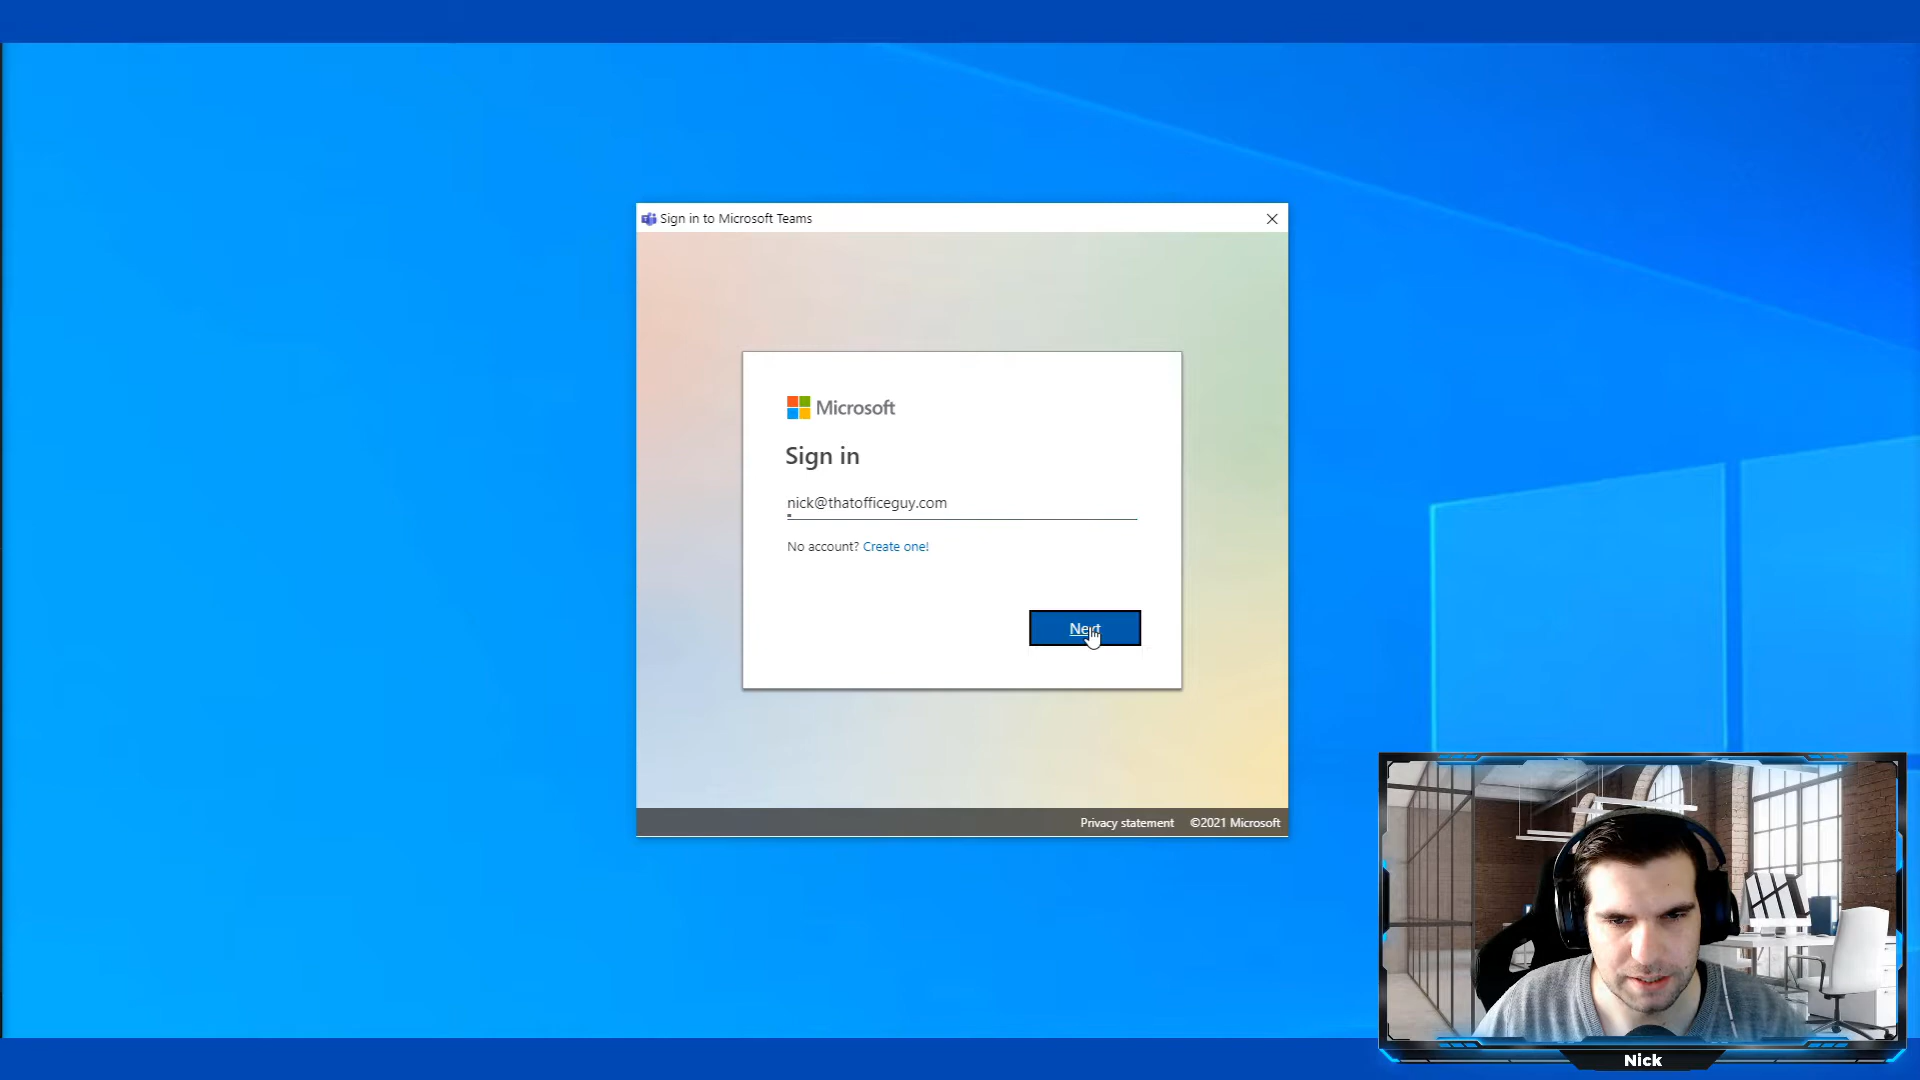 Sign in to Microsoft Teams
Microsoft
Sign in
nick@thatofficeguy.com
No account? Create one!
Next
Privacy statement ©2021 Microsoft
Nick